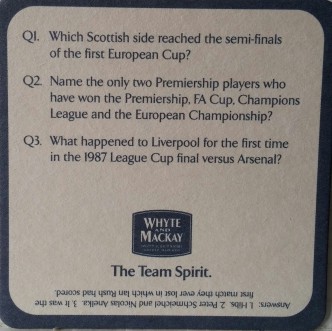 Q1. Which Scottish side reached the semi-finals
of the first European Cup?
Q2. Name the only two Premiership players who
have won the Premiership, FA Cup, Champions
League and the European Championship?
Q3. What happened to Liverpool for the first time
in the 1987 League Cup final versus Arsenal?
WHYTE
AND
MACKAY
The Team Spirit.
Answers: 1. Hibs. 2. Peter Schmeichel and Nicolas Anelka. 3. It was the
first match they ever lost in which Ian Rush had scored.